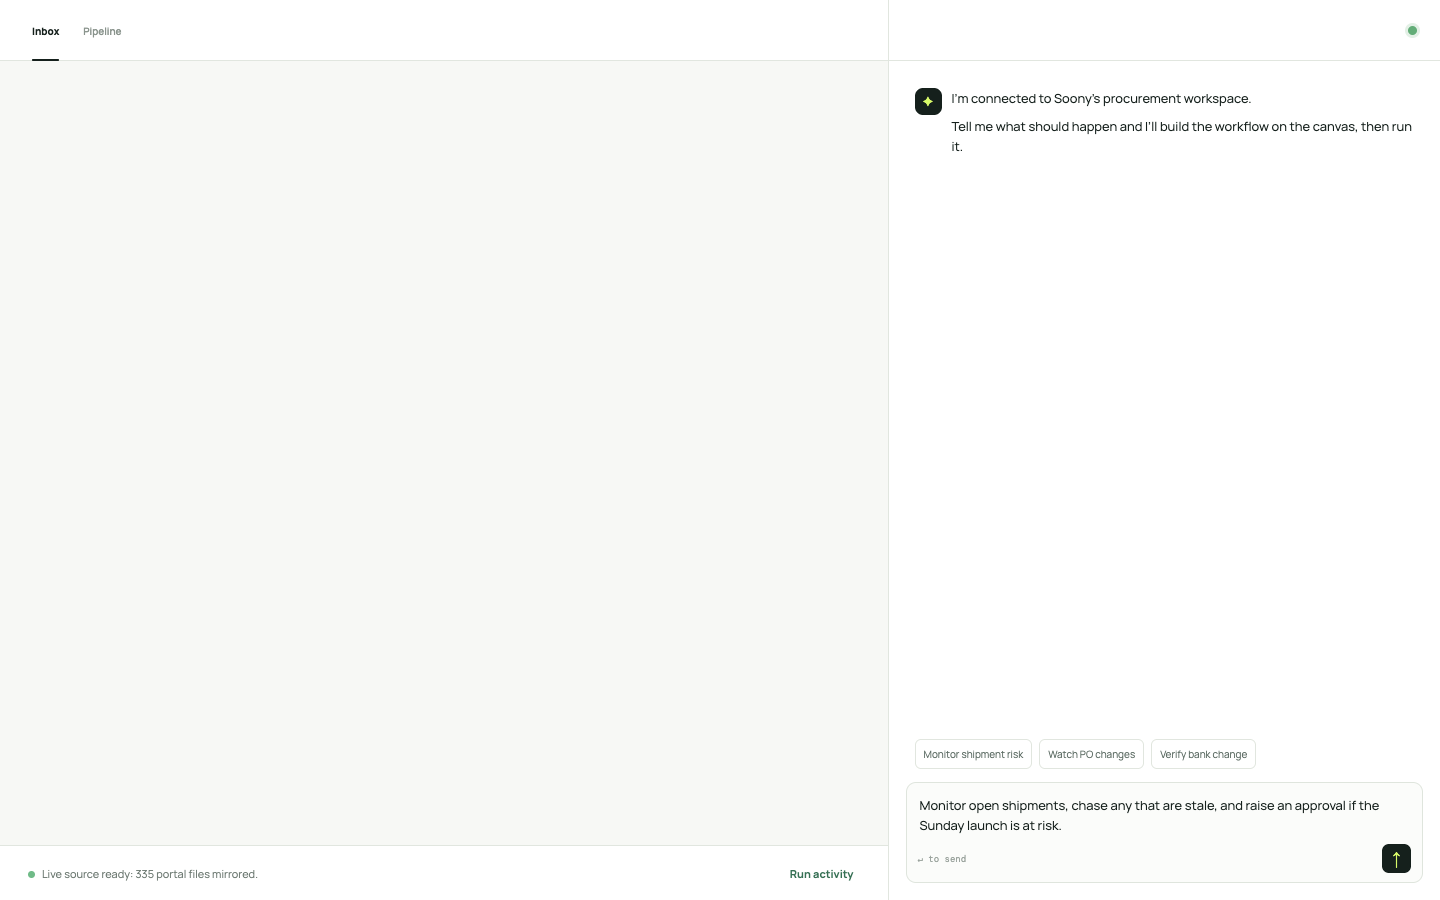 Inbox
Pipeline
I'm connected to Soony's procurement workspace.
Tell me what should happen and I'll build the workflow on the canvas, then run
it.
Monitor shipment risk
Watch PO changes
Verify bank change
Monitor open shipments, chase any that are stale, and raise an approval if the
Sunday launch is at risk.
↵ to send
Live source ready: 335 portal files mirrored.
Run activity